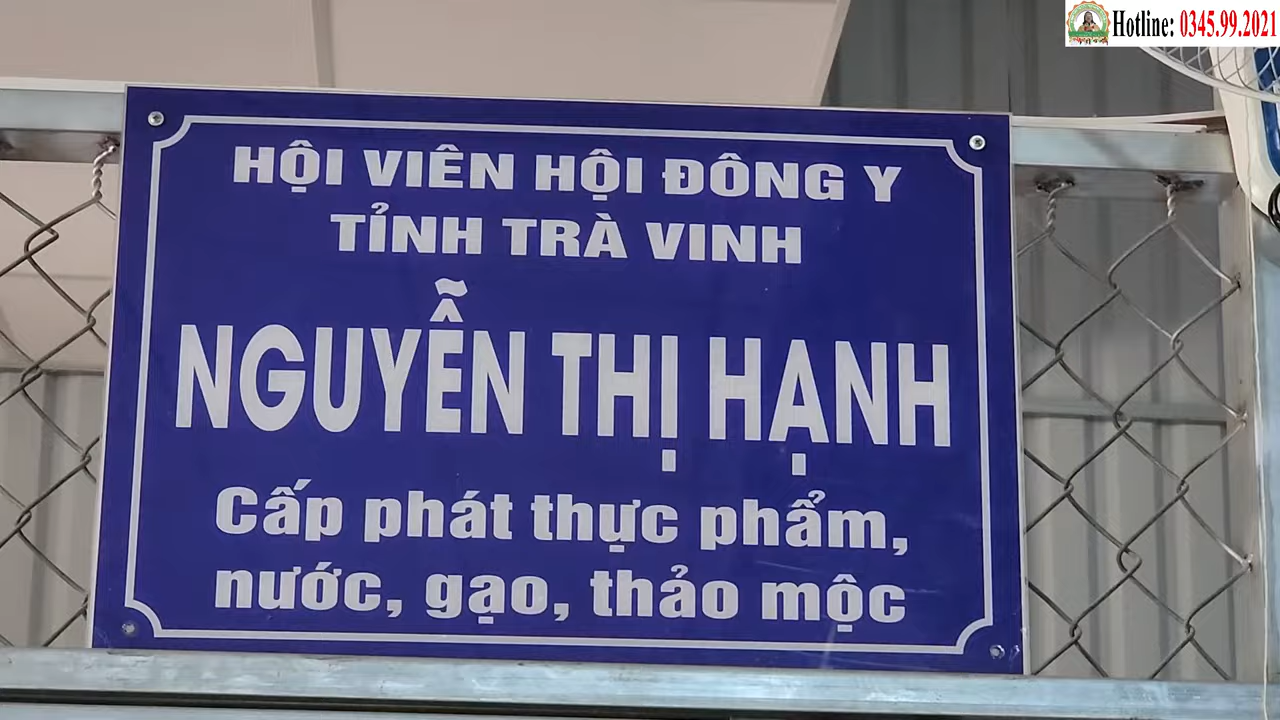 Hotline: 0345.99.2021
HỘI VIÊN HỘI ĐÔNG Y
TỈNH TRÀ VINH
NGUYỄN THỊ HẠNH
Cấp phát thực phẩm,
nước, gạo, thảo mộc